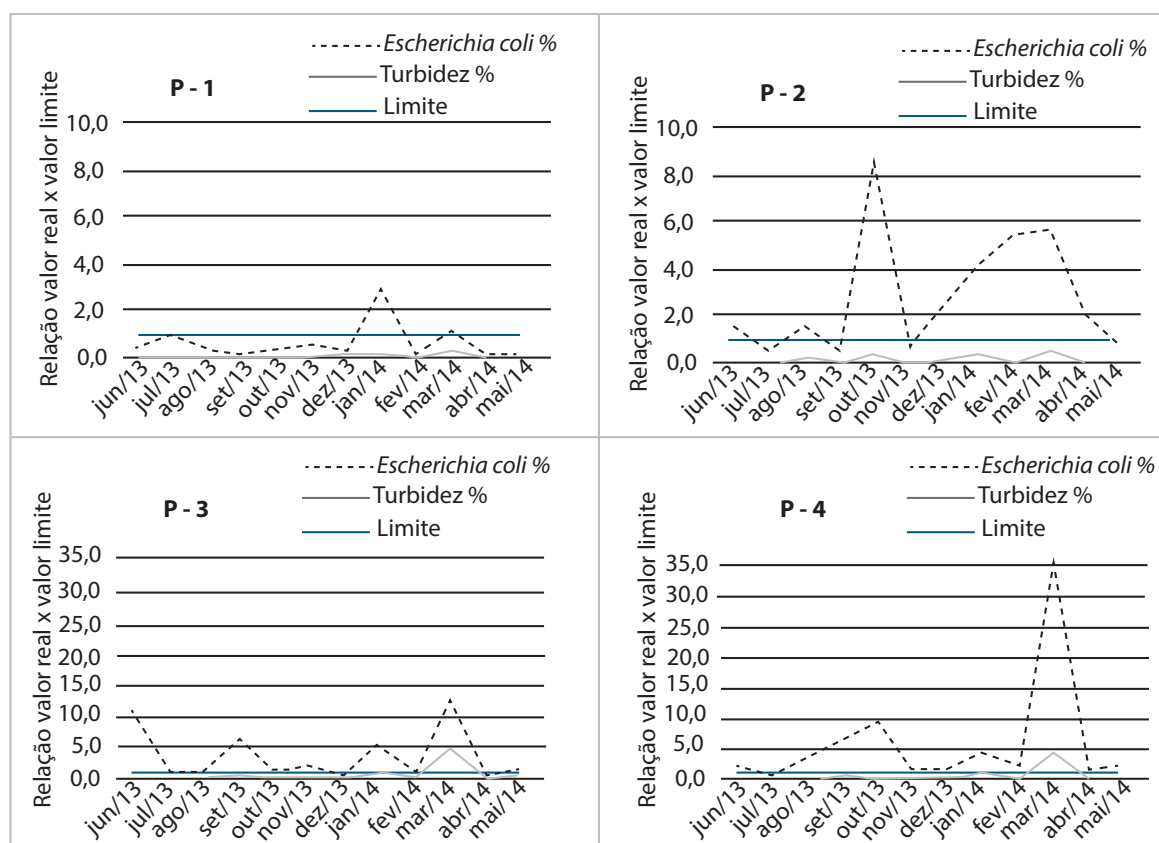 Escherichia coli %
Turbidez %
Limite
P - 1
Relação valor real x valor limite
10,0
8,0
6,0
4,0
2,0
0,0
jun/13
jul/13
ago/13
set/13
out/13
nov/13
dez/13
jan/14
fev/14
mar/14
abr/14
mai/14
Escherichia coli %
Turbidez %
Limite
P - 2
Relação valor real x valor limite
10,0
8,0
6,0
4,0
2,0
0,0
jun/13
jul/13
ago/13
set/13
out/13
nov/13
dez/13
jan/14
fev/14
mar/14
abr/14
mai/14
Escherichia coli %
Turbidez %
Limite
P - 3
Relação valor real x valor limite
35,0
30,0
25,0
20,0
15,0
10,0
5,0
0,0
jun/13
jul/13
ago/13
set/13
out/13
nov/13
dez/13
jan/14
fev/14
mar/14
abr/14
mai/14
Escherichia coli %
Turbidez %
Limite
P - 4
Relação valor real x valor limite
35,0
30,0
25,0
20,0
15,0
10,0
5,0
0,0
jun/13
jul/13
ago/13
set/13
out/13
nov/13
dez/13
jan/14
fev/14
mar/14
abr/14
mai/14